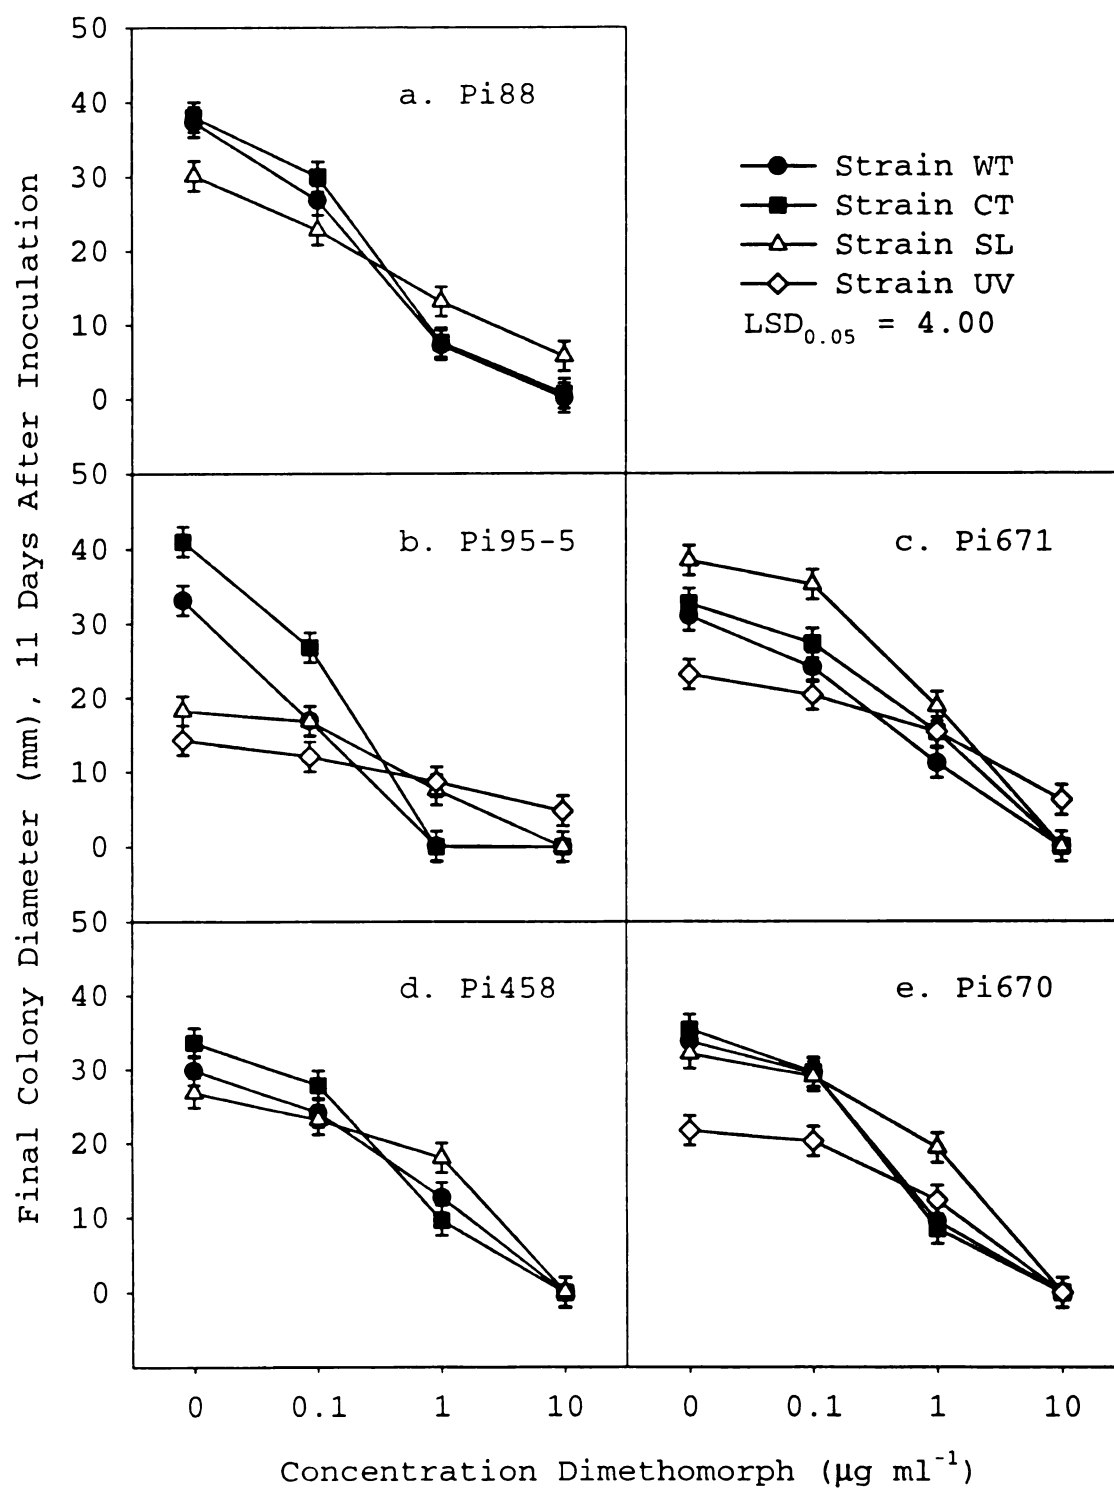 Final Colony Diameter (mm), 11 Days After Inoculation
50
40
30
20
10
0
a. Pi88
Strain WT
Strain CT
Strain SL
Strain UV
LSD0.05 = 4.00
50
40
30
20
10
0
b. Pi95-5
c. Pi671
50
40
30
20
10
0
d. Pi458
e. Pi670
0 0.1 1 10 0 0.1 1 10
Concentration Dimethomorph (μg ml-1)